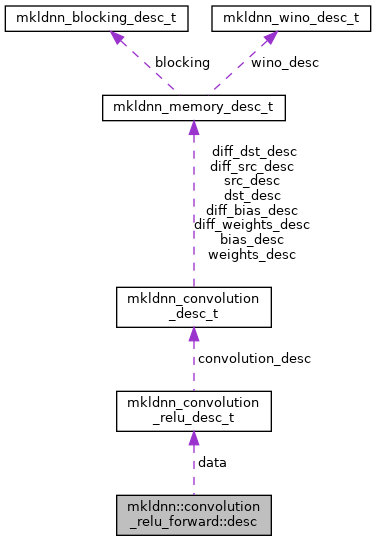 mkldnn_blocking_desc_t
mkldnn_wino_desc_t
blocking
wino_desc
mkldnn_memory_desc_t
diff_dst_desc
diff_src_desc
src_desc
dst_desc
diff_bias_desc
diff_weights_desc
bias_desc
weights_desc
mkldnn_convolution
_desc_t
convolution_desc
mkldnn_convolution
_relu_desc_t
data
mkldnn::convolution
_relu_forward::desc